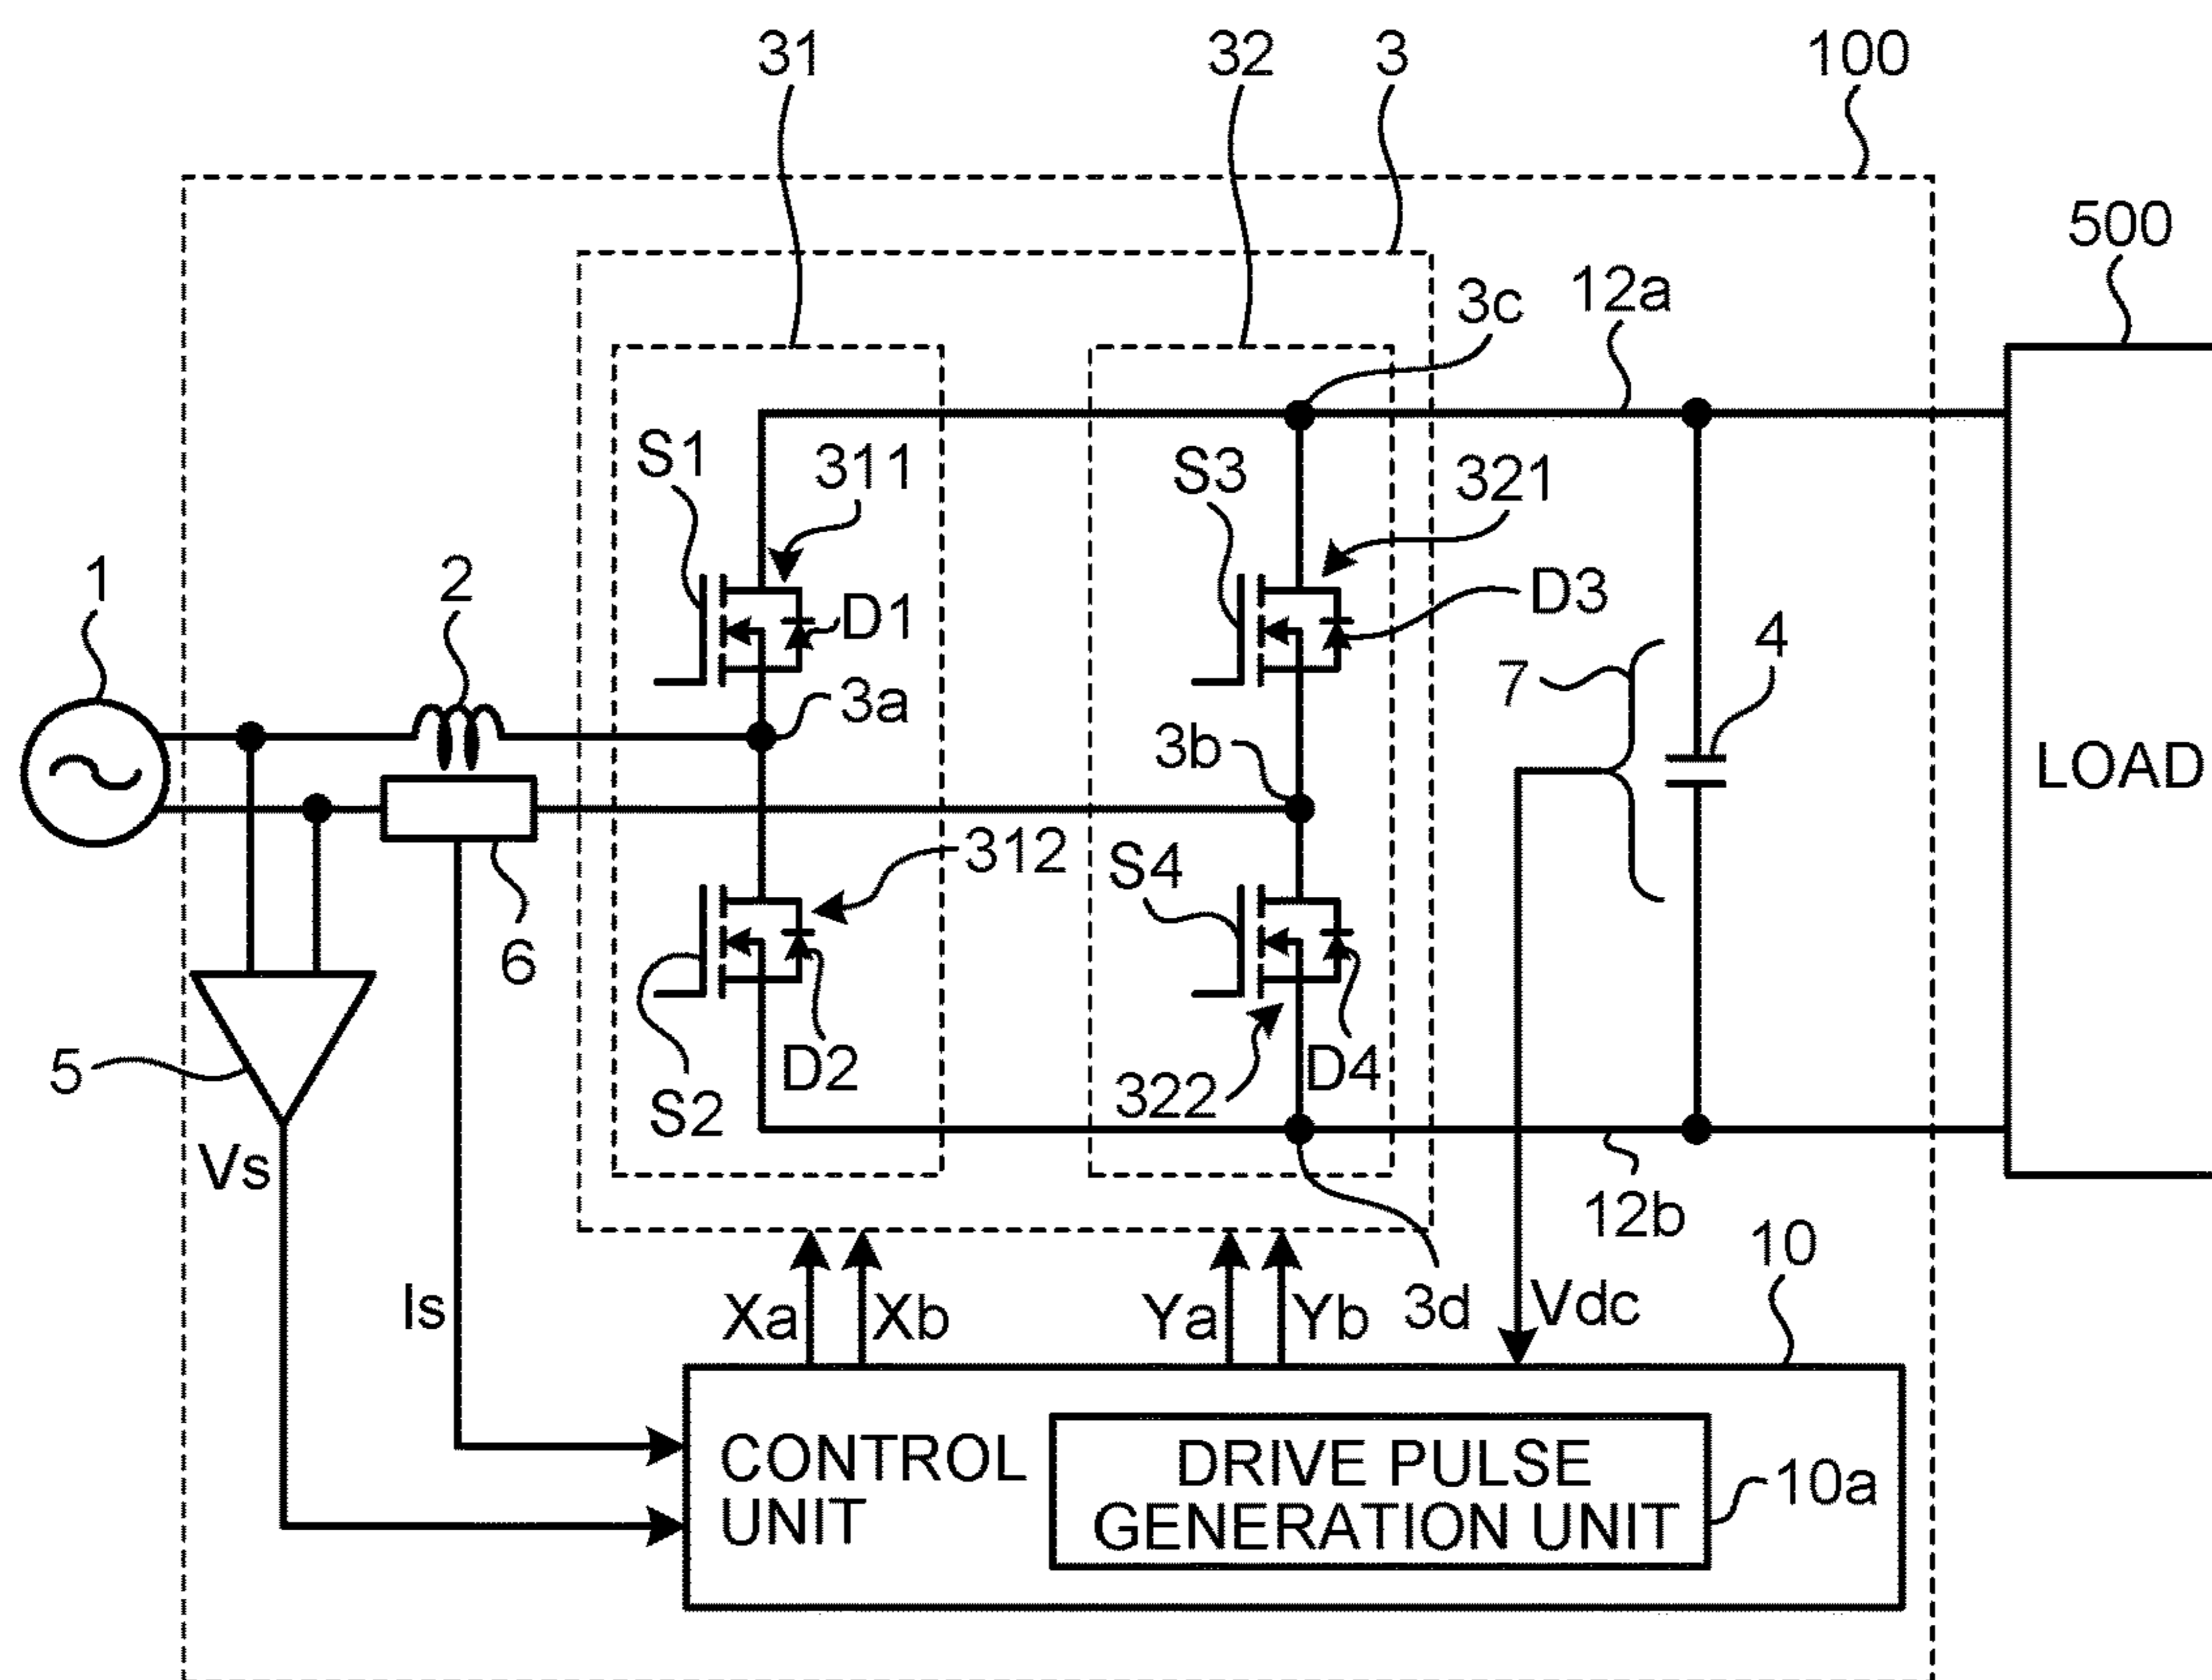 31
32
3
100
500
3c
12a
S1
311
S3
321
1
2
D1
D3
3a
7
4
3b
LOAD
312
S4
6
5
D2
D4
S2
322
Vs
12b
10
Is
Xa
Xb
Ya
Yb
3d
Vdc
CONTROL
UNIT
DRIVE PULSE
GENERATION UNIT
10a